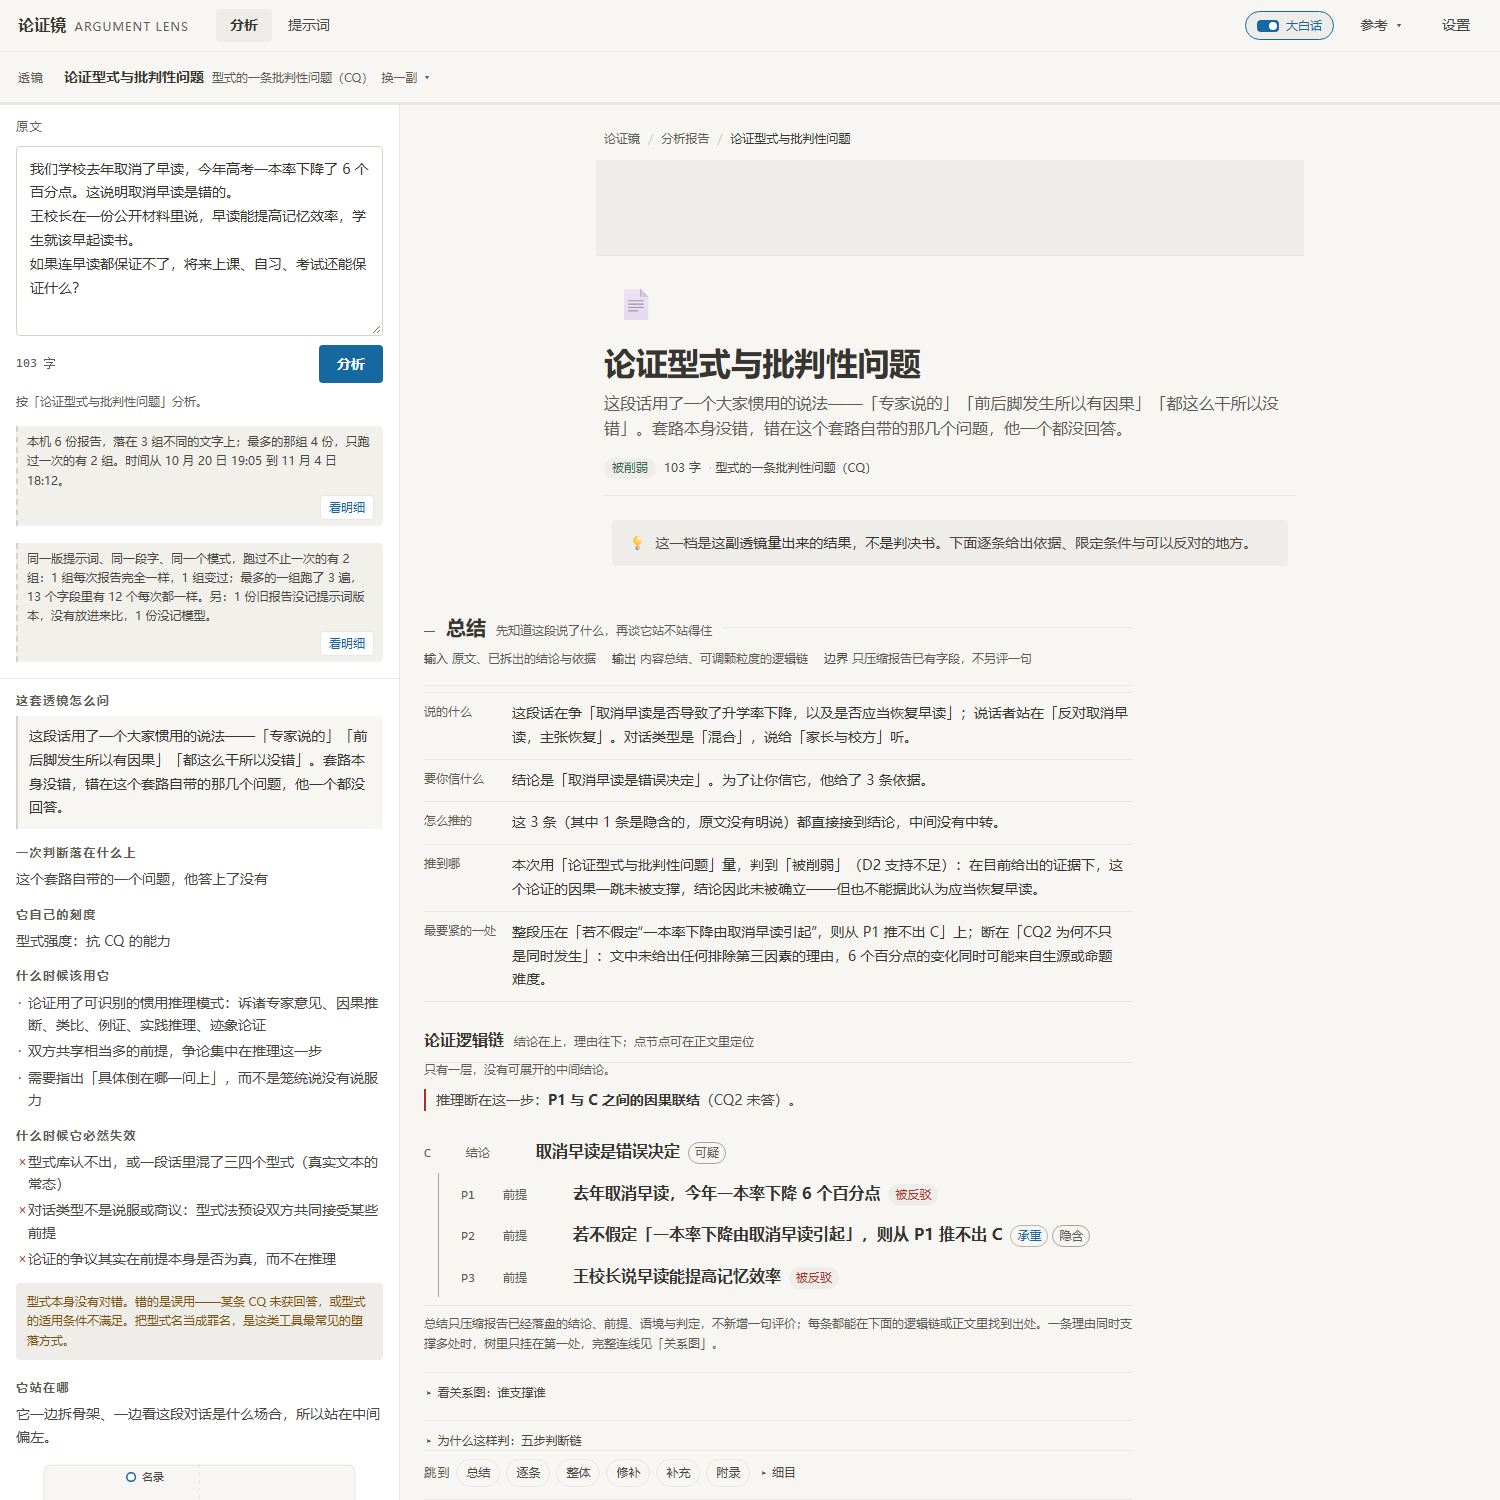 论证镜 ARGUMENT LENS 分析 提示词 大白话 参考 设置
透镜 论证型式与批判性问题 型式的一条批判性问题（CQ） 换一副
原文
我们学校去年取消了早读，今年高考一本率下降了 6 个
百分点。这说明取消早读是错的。
王校长在一份公开材料里说，早读能提高记忆效率，学
生就该早起读书。
如果连早读都保证不了，将来上课、自习、考试还能保
证什么？
103 字
分析
按「论证型式与批判性问题」分析。
本机 6 份报告，落在 3 组不同的文字上；最多的那组 4 份，只跑
过一次的有 2 组。时间从 10 月 20 日 19:05 到 11 月 4 日
18:12。
看明细
同一版提示词、同一段字、同一个模式，跑过不止一次的有 2
组：1 组每次报告完全一样，1 组变过；最多的一组跑了 3 遍，
13 个字段里有 12 个每次都一样。另：1 份旧报告没记提示词版
本，没有放进来比，1 份没记模型。
看明细
这套透镜怎么问
这段话用了一个大家惯用的说法——「专家说的」「前
后脚发生所以有因果」「都这么干所以没错」。套路本
身没错，错在这个套路自带的那几个问题，他一个都没
回答。
一次判断落在什么上
这个套路自带的一个问题，他答上了没有
它自己的刻度
型式强度：抗 CQ 的能力
什么时候该用它
· 论证用了可识别的惯用推理模式：诉诸专家意见、因果推
断、类比、例证、实践推理、迹象论证
· 双方共享相当多的前提，争论集中在推理这一步
· 需要指出「具体倒在哪一问上」，而不是笼统说没有说服
力
什么时候它必然失效
×型式库认不出，或一段话里混了三四个型式（真实文本的
常态）
×对话类型不是说服或商议：型式法预设双方共同接受某些
前提
×论证的争议其实在前提本身是否为真，而不在推理
型式本身没有对错。错的是误用——某条 CQ 未获回答，或型式
的适用条件不满足。把型式名当成罪名，是这类工具最常见的堕
落方式。
它站在哪
它一边拆骨架、一边看这段对话是什么场合，所以站在中间
偏左。
名录
论证镜 / 分析报告 / 论证型式与批判性问题
论证型式与批判性问题
这段话用了一个大家惯用的说法——「专家说的」「前后脚发生所以有因果」「都这么干所以没
错」。套路本身没错，错在这个套路自带的那几个问题，他一个都没回答。
被削弱 103 字 · 型式的一条批判性问题（CQ）
这一档是这副透镜量出来的结果，不是判决书。下面逐条给出依据、限定条件与可以反对的地方。
— 总结 先知道这段说了什么，再谈它站不站得住
输入 原文、已拆出的结论与依据 输出 内容总结、可调颗粒度的逻辑链 边界 只压缩报告已有字段，不另评一句
说的什么 这段话在争「取消早读是否导致了升学率下降，以及是否应当恢复早读」；说话者站在「反对取消早
读，主张恢复」。对话类型是「混合」，说给「家长与校方」听。
要你信什么 结论是「取消早读是错误决定」。为了让你信它，他给了 3 条依据。
怎么推的 这 3 条（其中 1 条是隐含的，原文没有明说）都直接接到结论，中间没有中转。
推到哪 本次用「论证型式与批判性问题」量，判到「被削弱」（D2 支持不足）：在目前给出的证据下，这
个论证的因果一跳未被支撑，结论因此未被确立——但也不能据此认为应当恢复早读。
最要紧的一处 整段压在「若不假定“一本率下降由取消早读引起”，则从 P1 推不出 C」上；断在「CQ2 为何不只
是同时发生」：文中未给出任何排除第三因素的理由，6 个百分点的变化同时可能来自生源或命题
难度。
论证逻辑链 结论在上，理由往下；点节点可在正文里定位
只有一层，没有可展开的中间结论。
推理断在这一步：P1 与 C 之间的因果联结（CQ2 未答）。
C 结论 取消早读是错误决定 可疑
P1 前提 去年取消早读，今年一本率下降 6 个百分点 被反驳
P2 前提 若不假定「一本率下降由取消早读引起」，则从 P1 推不出 C 承重 隐含
P3 前提 王校长说早读能提高记忆效率 被反驳
总结只压缩报告已经落盘的结论、前提、语境与判定，不新增一句评价；每条都能在下面的逻辑链或正文里找到出处。一条理由同时支
撑多处时，树里只挂在第一处，完整连线见「关系图」。
▸ 看关系图：谁支撑谁
▸ 为什么这样判：五步判断链
跳到 总结 逐条 整体 修补 补充 附录 ▸ 细目